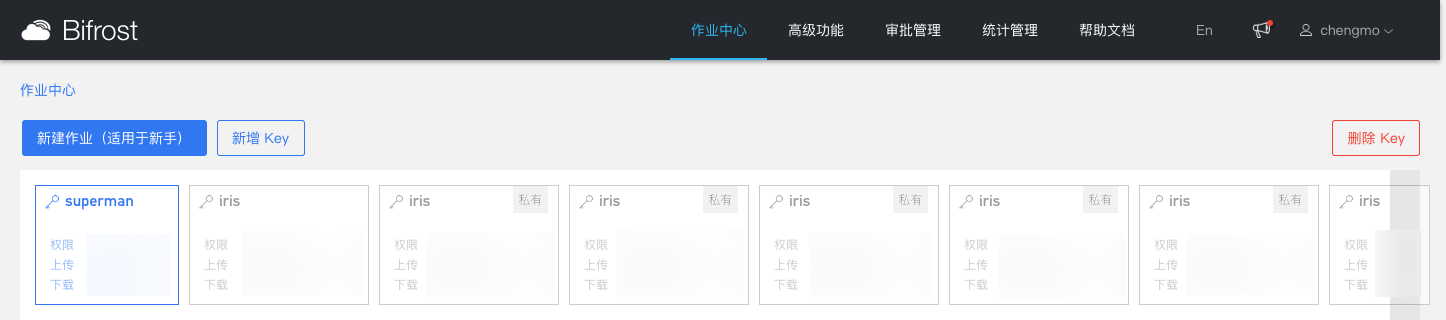 Bifrost 作业中心 高级功能 审批管理 统计管理 帮助文档 En chengmo
作业中心
新建作业（适用于新手） 新增 Key 删除 Key
superman iris iris 私有 iris 私有 iris 私有 iris 私有 iris 私有 iris
权限 权限 权限 权限 权限 权限 权限 权限
上传 上传 上传 上传 上传 上传 上传 上传
下载 下载 下载 下载 下载 下载 下载 下载